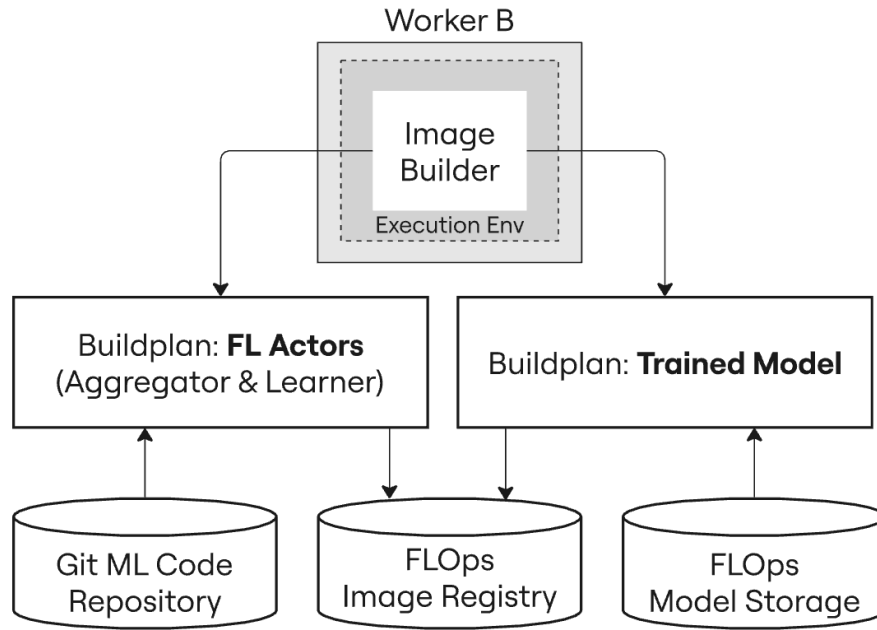 Worker B
Image
Builder
Execution Env
Buildplan: FL Actors
(Aggregator & Learner)
Buildplan: Trained Model
Git ML Code
Repository
FLOps
Image Registry
FLOps
Model Storage